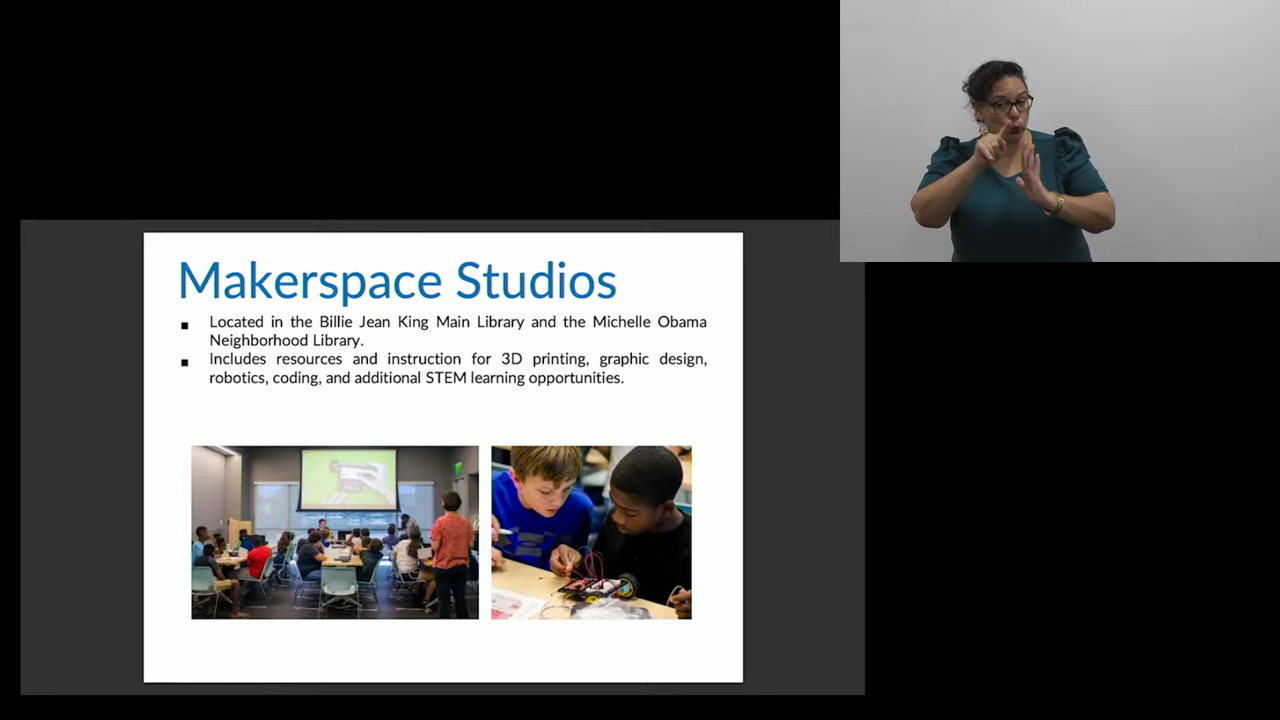 Makerspace Studios
▪ Located in the Billie Jean King Main Library and the Michelle Obama
Neighborhood Library.
▪ Includes resources and instruction for 3D printing, graphic design,
robotics, coding, and additional STEM learning opportunities.